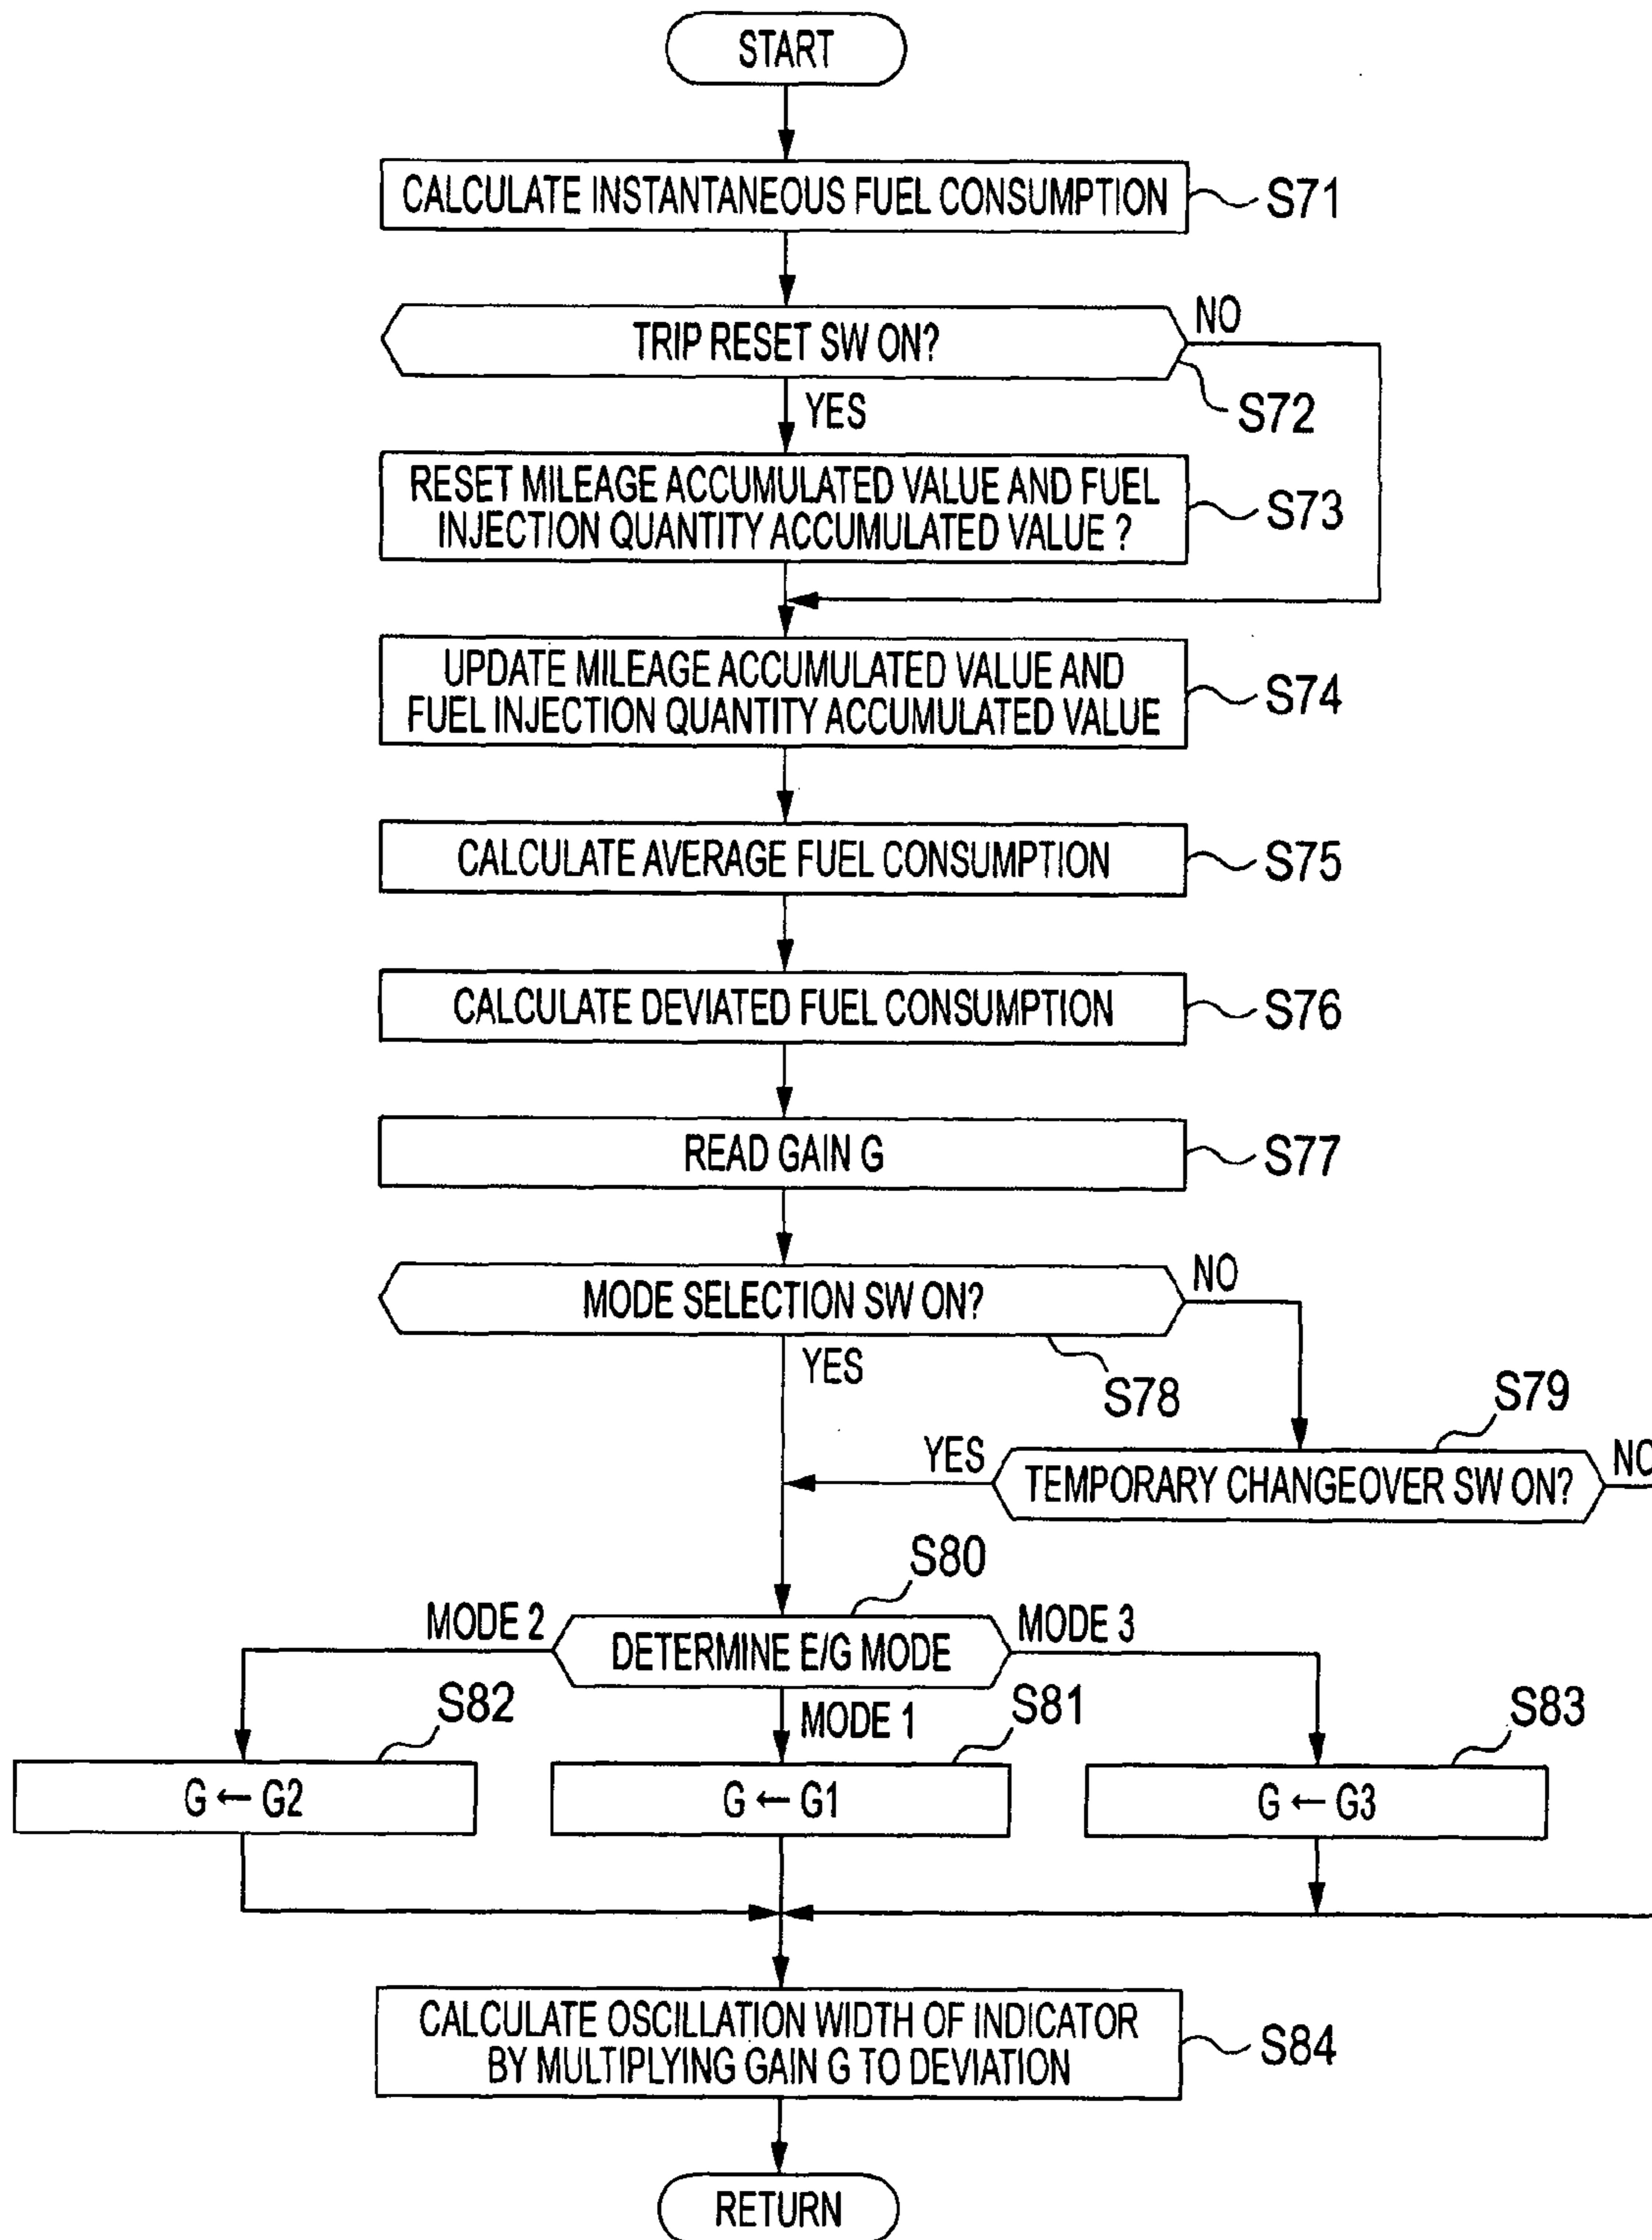 START
CALCULATE INSTANTANEOUS FUEL CONSUMPTION
S71
TRIP RESET SW ON?
NO
S72
YES
RESET MILEAGE ACCUMULATED VALUE AND FUEL
INJECTION QUANTITY ACCUMULATED VALUE ?
S73
UPDATE MILEAGE ACCUMULATED VALUE AND
FUEL INJECTION QUANTITY ACCUMULATED VALUE
S74
CALCULATE AVERAGE FUEL CONSUMPTION
S75
CALCULATE DEVIATED FUEL CONSUMPTION
S76
READ GAIN G
S77
MODE SELECTION SW ON?
NO
YES
S78
S79
YES
TEMPORARY CHANGEOVER SW ON?
NO
S80
MODE 2
DETERMINE E/G MODE
MODE 3
S82
MODE 1
S81
S83
G ← G2
G ← G1
G ← G3
CALCULATE OSCILLATION WIDTH OF INDICATOR
BY MULTIPLYING GAIN G TO DEVIATION
S84
RETURN